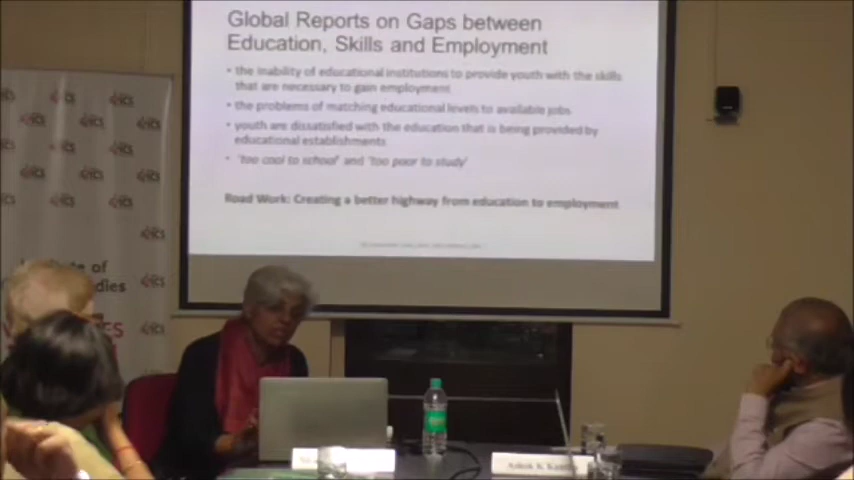 Global Reports on Gaps between
Education, Skills and Employment
• the inability of educational institutions to provide youth with the skills
that are necessary to gain employment
• the problems of matching educational levels to available jobs
• youth are dissatisfied with the education that is being provided by
educational establishments
• 'too cool to school' and 'too poor to study'
Road Work: Creating a better highway from education to employment
ICS
of
Ashok K.